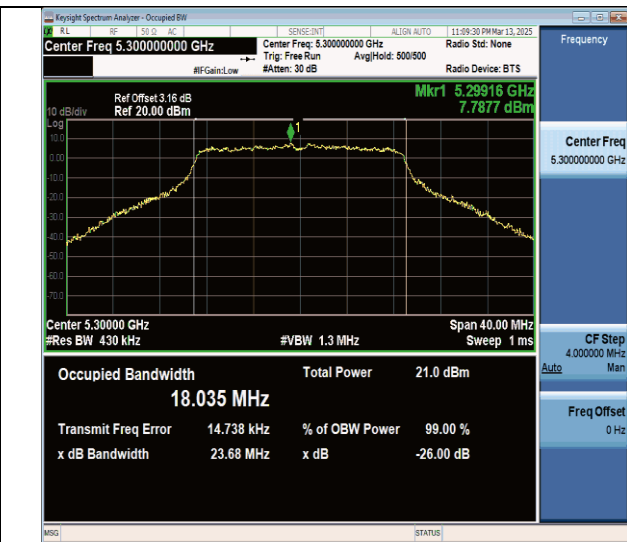 Keysight Spectrum Analyzer - Occupied BW
RL RF 50 Ω AC SENSE:INT ALIGN AUTO 11:09:30 PM Mar 13, 2025
Center Freq 5.300000000 GHz
Center Freq: 5.300000000 GHz Radio Std: None
Trig: Free Run Avg|Hold: 500/500
#IFGain:Low #Atten: 30 dB Radio Device: BTS
Frequency
Ref Offset 3.16 dB Mkr1 5.29916 GHz
10 dB/div Ref 20.00 dBm 7.7877 dBm
Log
10.0
0.00
-10.0
-20.0
-30.0
-40.0
-50.0
-60.0
-70.0
1
Center 5.30000 GHz Span 40.00 MHz
#Res BW 430 kHz #VBW 1.3 MHz Sweep 1 ms
Occupied Bandwidth Total Power 21.0 dBm
18.035 MHz
Transmit Freq Error 14.738 kHz % of OBW Power 99.00 %
x dB Bandwidth 23.68 MHz x dB -26.00 dB
Center Freq
5.300000000 GHz
CF Step
4.000000 MHz
Auto Man
Freq Offset
0 Hz
MSG STATUS